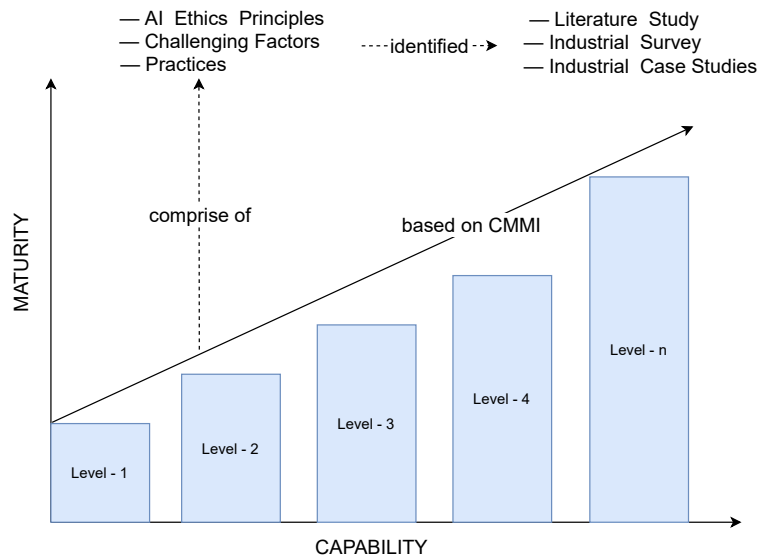 — AI Ethics Principles
— Challenging Factors
— Practices
identified
— Literature Study
— Industrial Survey
— Industrial Case Studies
comprise of
based on CMMI
MATURITY
Level - 1
Level - 2
Level - 3
Level - 4
Level - n
CAPABILITY